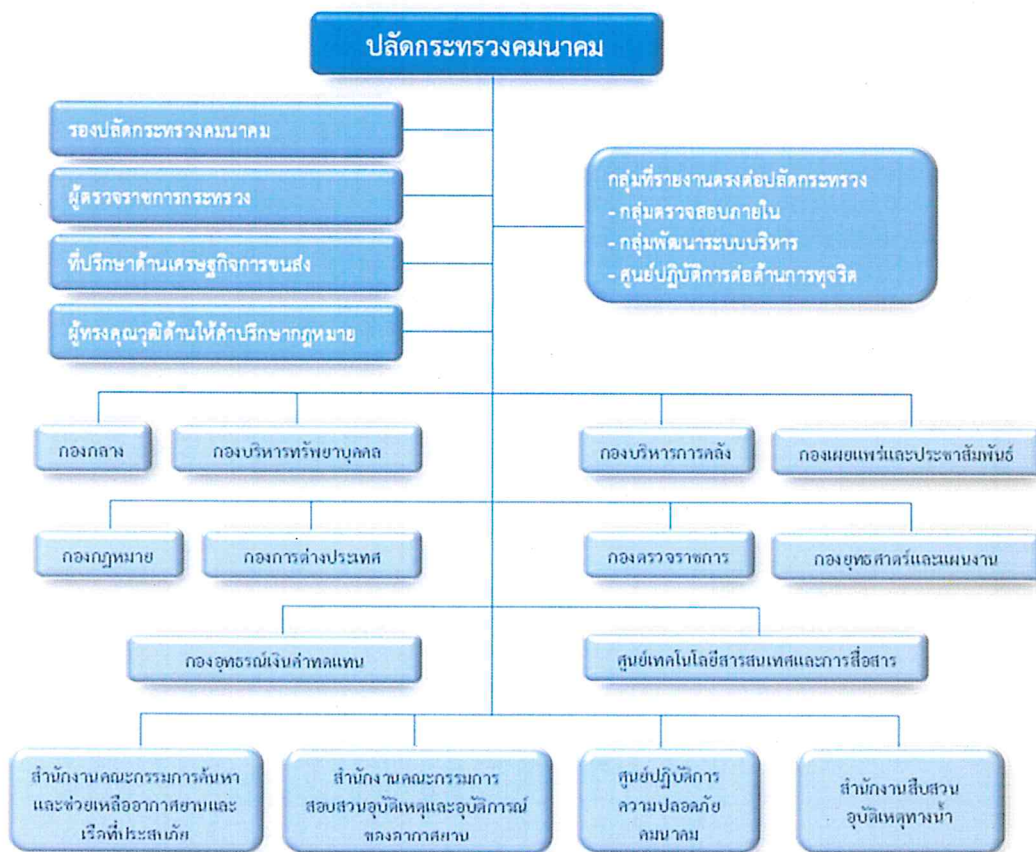 ปลัดกระทรวงคมนาคม
รองปลัดกระทรวงคมนาคม
ผู้ตรวจราชการกระทรวง
ที่ปรึกษาด้านเศรษฐกิจการขนส่ง
ผู้ทรงคุณวุฒิด้านให้คำปรึกษากฎหมาย
กลุ่มที่รายงานตรงต่อปลัดกระทรวง
- กลุ่มตรวจสอบภายใน
- กลุ่มพัฒนาระบบบริหาร
- ศูนย์ปฏิบัติการต่อต้านการทุจริต
กองกลาง
กองบริหารทรัพยาบุคคล
กองบริหารการคลัง
กองเผยแพร่และประชาสัมพันธ์
กองกฎหมาย
กองการต่างประเทศ
กองตรวจราชการ
กองยุทธศาตร์และแผนงาน
กองอุทธรณ์เงินค่าทดแทน
ศูนย์เทคโนโลยีสารสนเทศและการสื่อสาร
สำนักงานคณะกรรมการค้นหา
และช่วยเหลืออากาศยานและ
เรือที่ประสบภัย
สำนักงานคณะกรรมการ
สอบสวนอุบัติเหตุและอุบัติการณ์
ของอากาศยาน
ศูนย์ปฏิบัติการ
ความปลอดภัย
คมนาคม
สำนักงานสืบสวน
อุบัติเหตุทางน้ำ